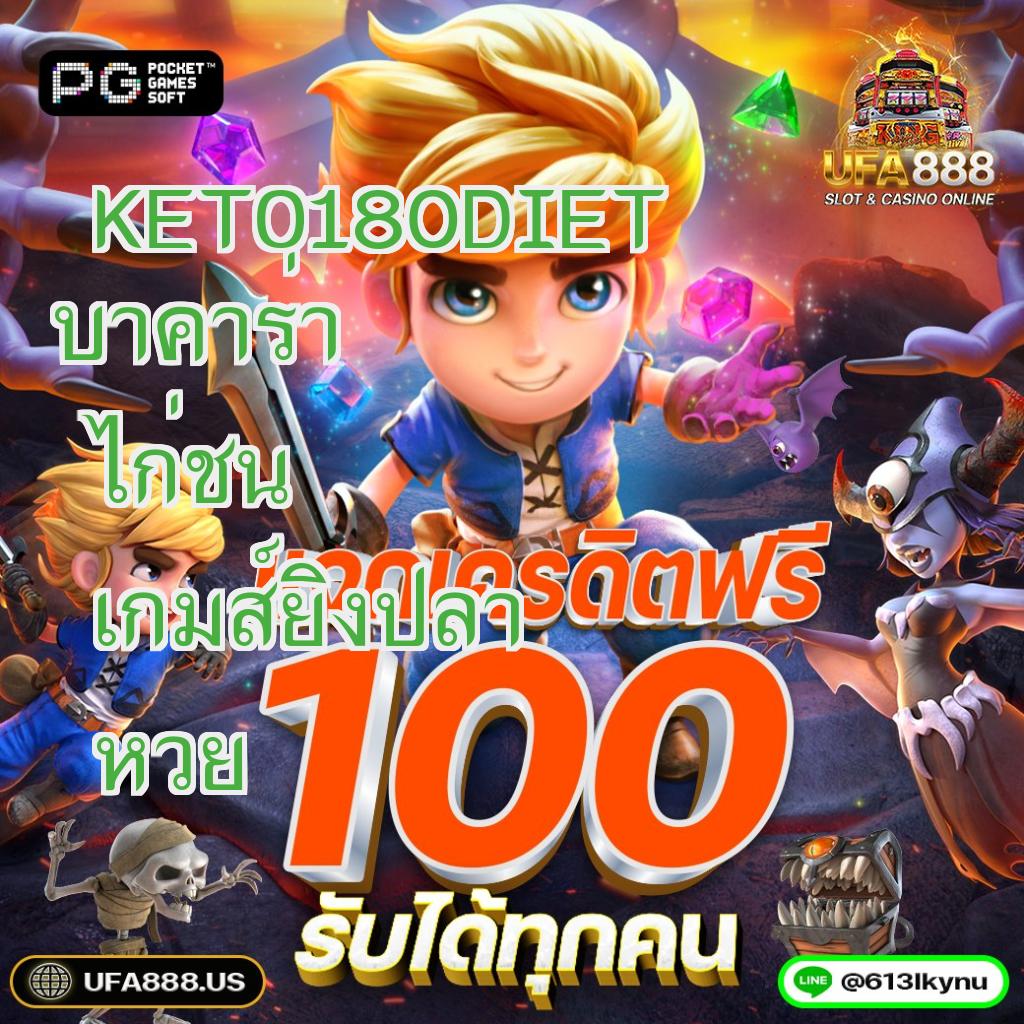 PG POCKET GAMES SOFT™
UFA888
SLOT & CASINO ONLINE
KETQ180DIET
บาคารา
ไก่ชน
เกมส์ยิงปลา
หวย
100
รับได้ทุกคน
UFA888.US
LINE @613lkynu